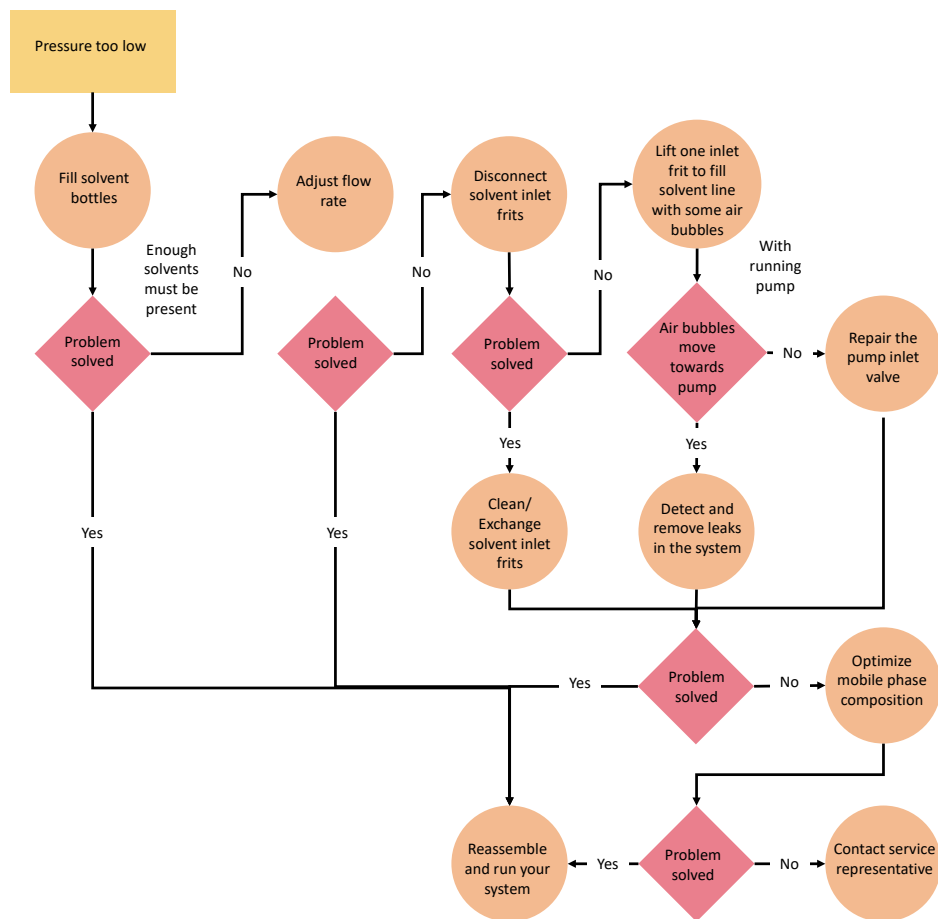 Pressure too low
Fill solvent
bottles
Adjust flow
rate
Disconnect
solvent inlet
frits
Lift one inlet
frit to fill
solvent line
with some air
bubbles
Enough
solvents
must be
present
No
No
No
With
running
pump
Problem
solved
Problem
solved
Problem
solved
Air bubbles
move
towards
pump
No
Repair the
pump inlet
valve
Yes
Yes
Yes
Yes
Clean/
Exchange
solvent inlet
frits
Detect and
remove leaks
in the system
Yes
Problem
solved
No
Optimize
mobile phase
composition
Reassemble
and run your
system
Yes
Problem
solved
No
Contact service
representative